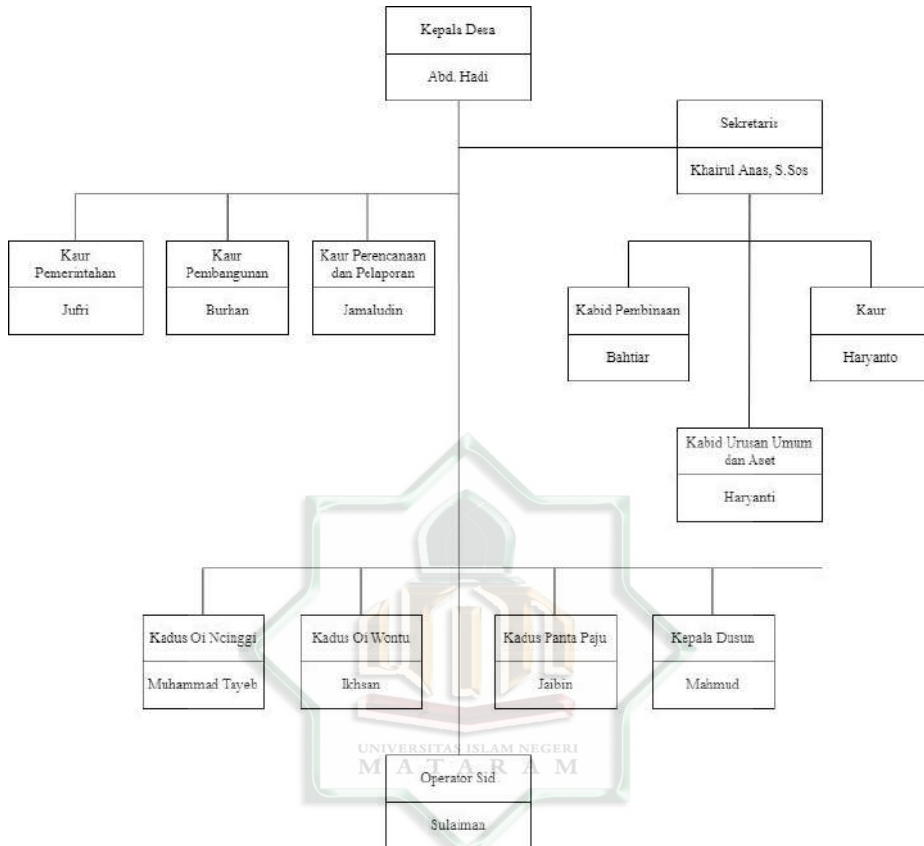 Kepala Desa
Abd. Hadi
Sekretaris
Khairul Anas, S.Sos
Kaur
Pemerintahan
Jufri
Kaur
Pembangunan
Burhan
Kaur Perencanaan
dan Pelaporan
Jamaludin
Kabid Pembinaan
Bahtiar
Kaur
Haryanto
Kabid Urusan Umum
dan Aset
Haryanti
Kadus Oi Ncinggi
Muhammad Tayeb
Kadus Oi Wontu
Ikhsan
Kadus Panta Paju
Jaibin
Kepala Dusun
Mahmud
UNIVERSITAS ISLAM NEGERI
MATARAM
Operator Sid
Sulaiman